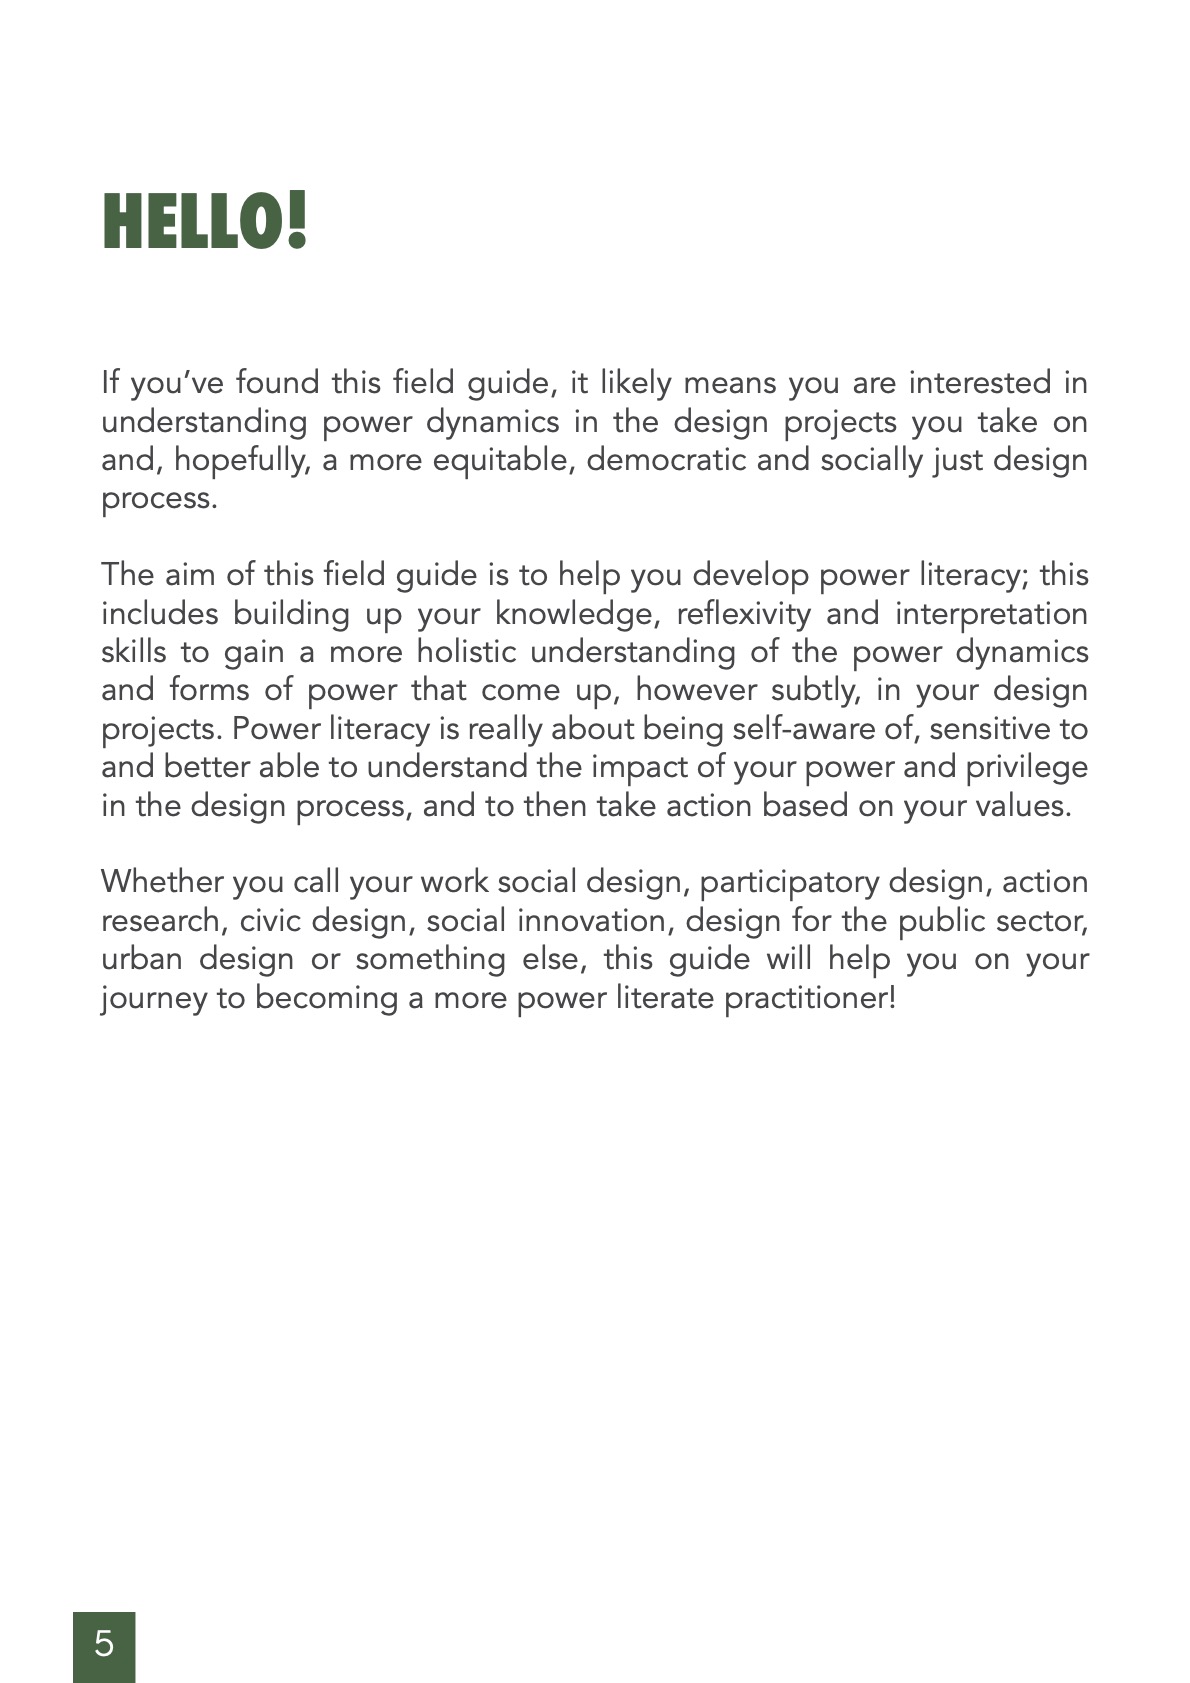 HELLO!
If you’ve found this field guide, it likely means you are interested in
understanding power dynamics in the design projects you take on
and, hopefully, a more equitable, democratic and socially just design
process.
The aim of this field guide is to help you develop power literacy; this
includes building up your knowledge, reflexivity and interpretation
skills to gain a more holistic understanding of the power dynamics
and forms of power that come up, however subtly, in your design
projects. Power literacy is really about being self-aware of, sensitive to
and better able to understand the impact of your power and privilege
in the design process, and to then take action based on your values.
Whether you call your work social design, participatory design, action
research, civic design, social innovation, design for the public sector,
urban design or something else, this guide will help you on your
journey to becoming a more power literate practitioner!
5